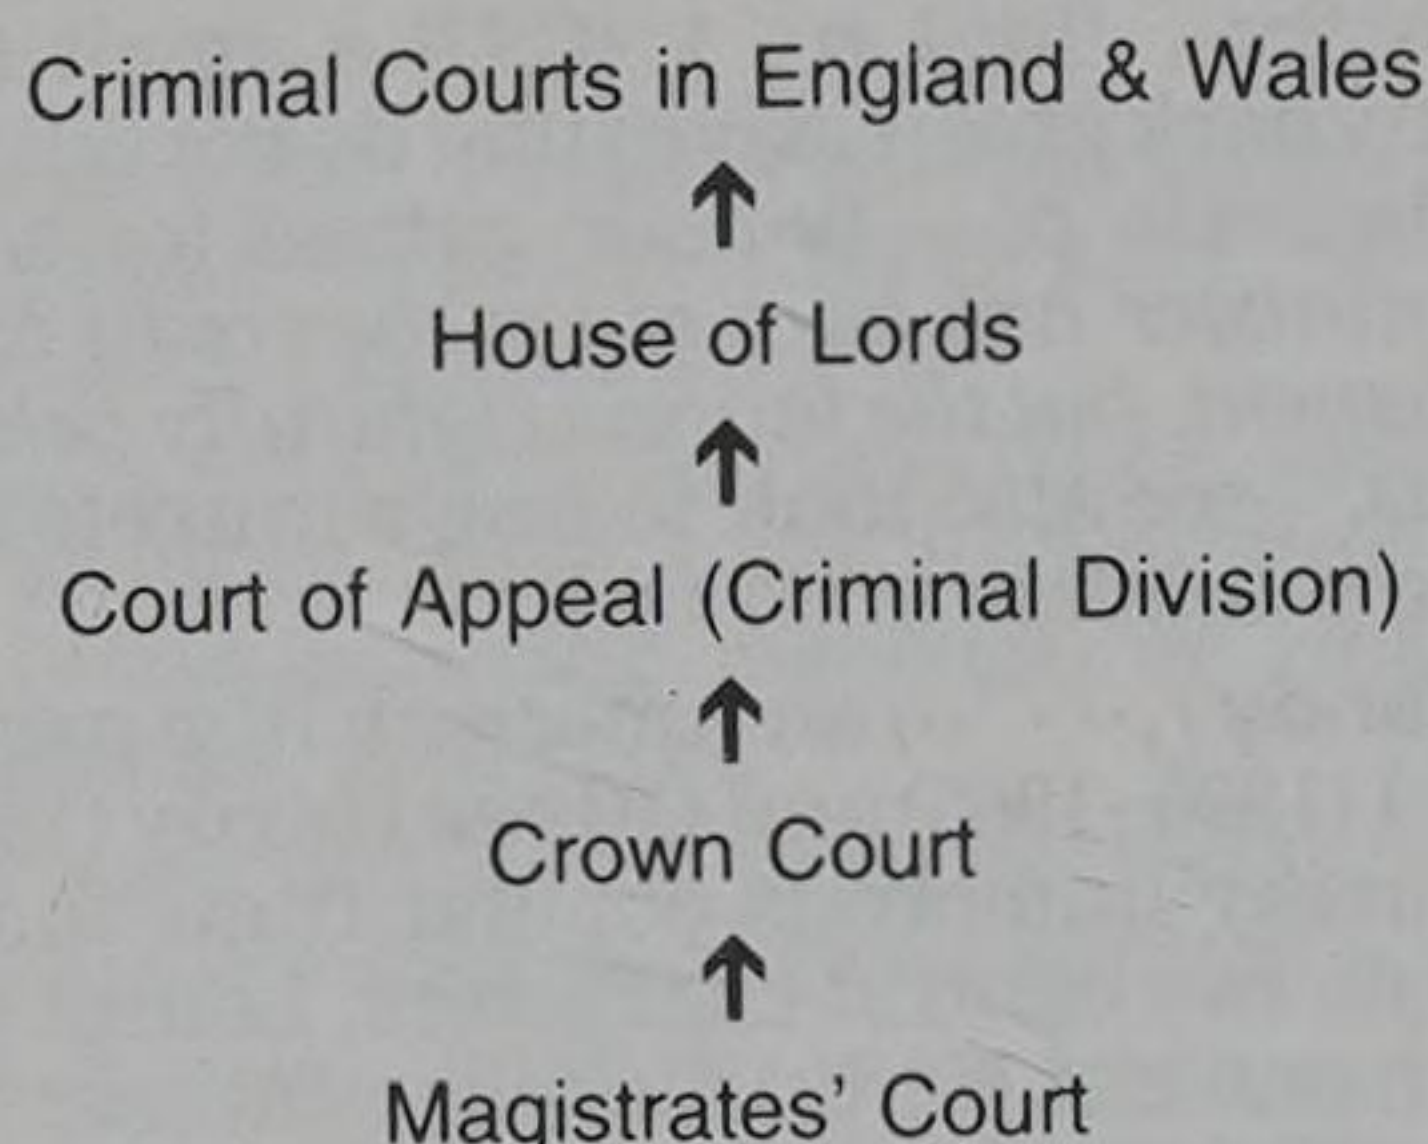 Criminal Courts in England & Wales
↑
House of Lords
↑
Court of Appeal (Criminal Division)
↑
Crown Court
↑
Magistrates' Court